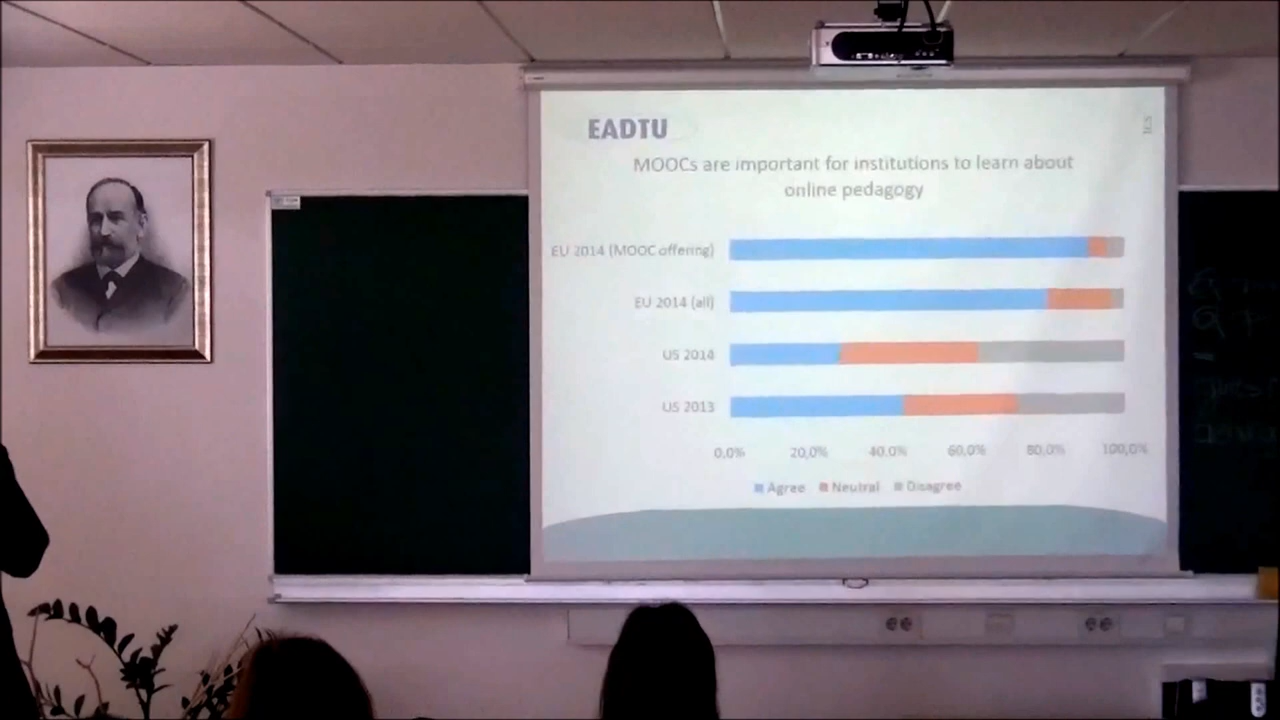 EADTU
MOOCs are important for institutions to learn about
online pedagogy
EU 2014 (MOOC offering)
EU 2014 (all)
US 2014
US 2013
0,0% 20,0% 40,0% 60,0% 80,0% 100,0%
Agree Neutral Disagree